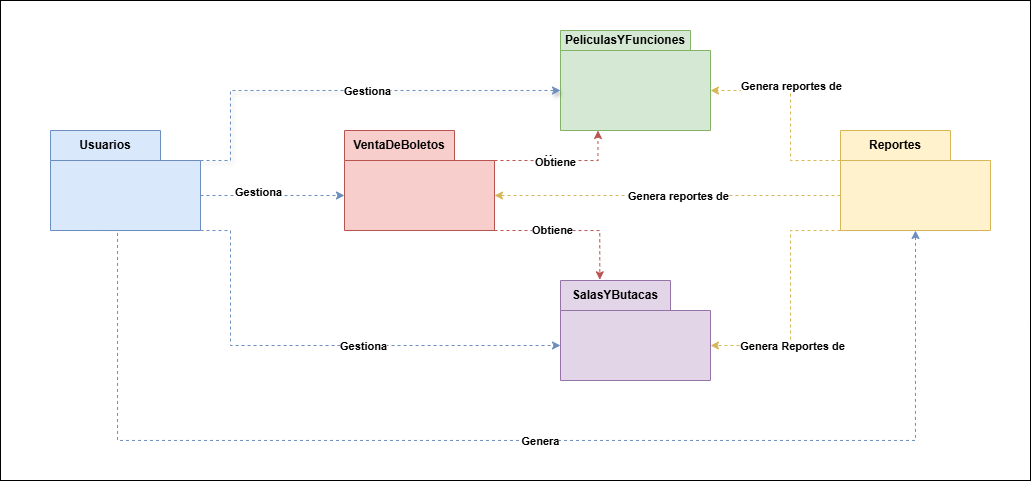 PeliculasYFunciones
Gestiona
Genera reportes de
Usuarios
VentaDeBoletos
Reportes
Obtiene
Gestiona
Genera reportes de
Obtiene
SalasYButacas
Gestiona
Genera Reportes de
Genera